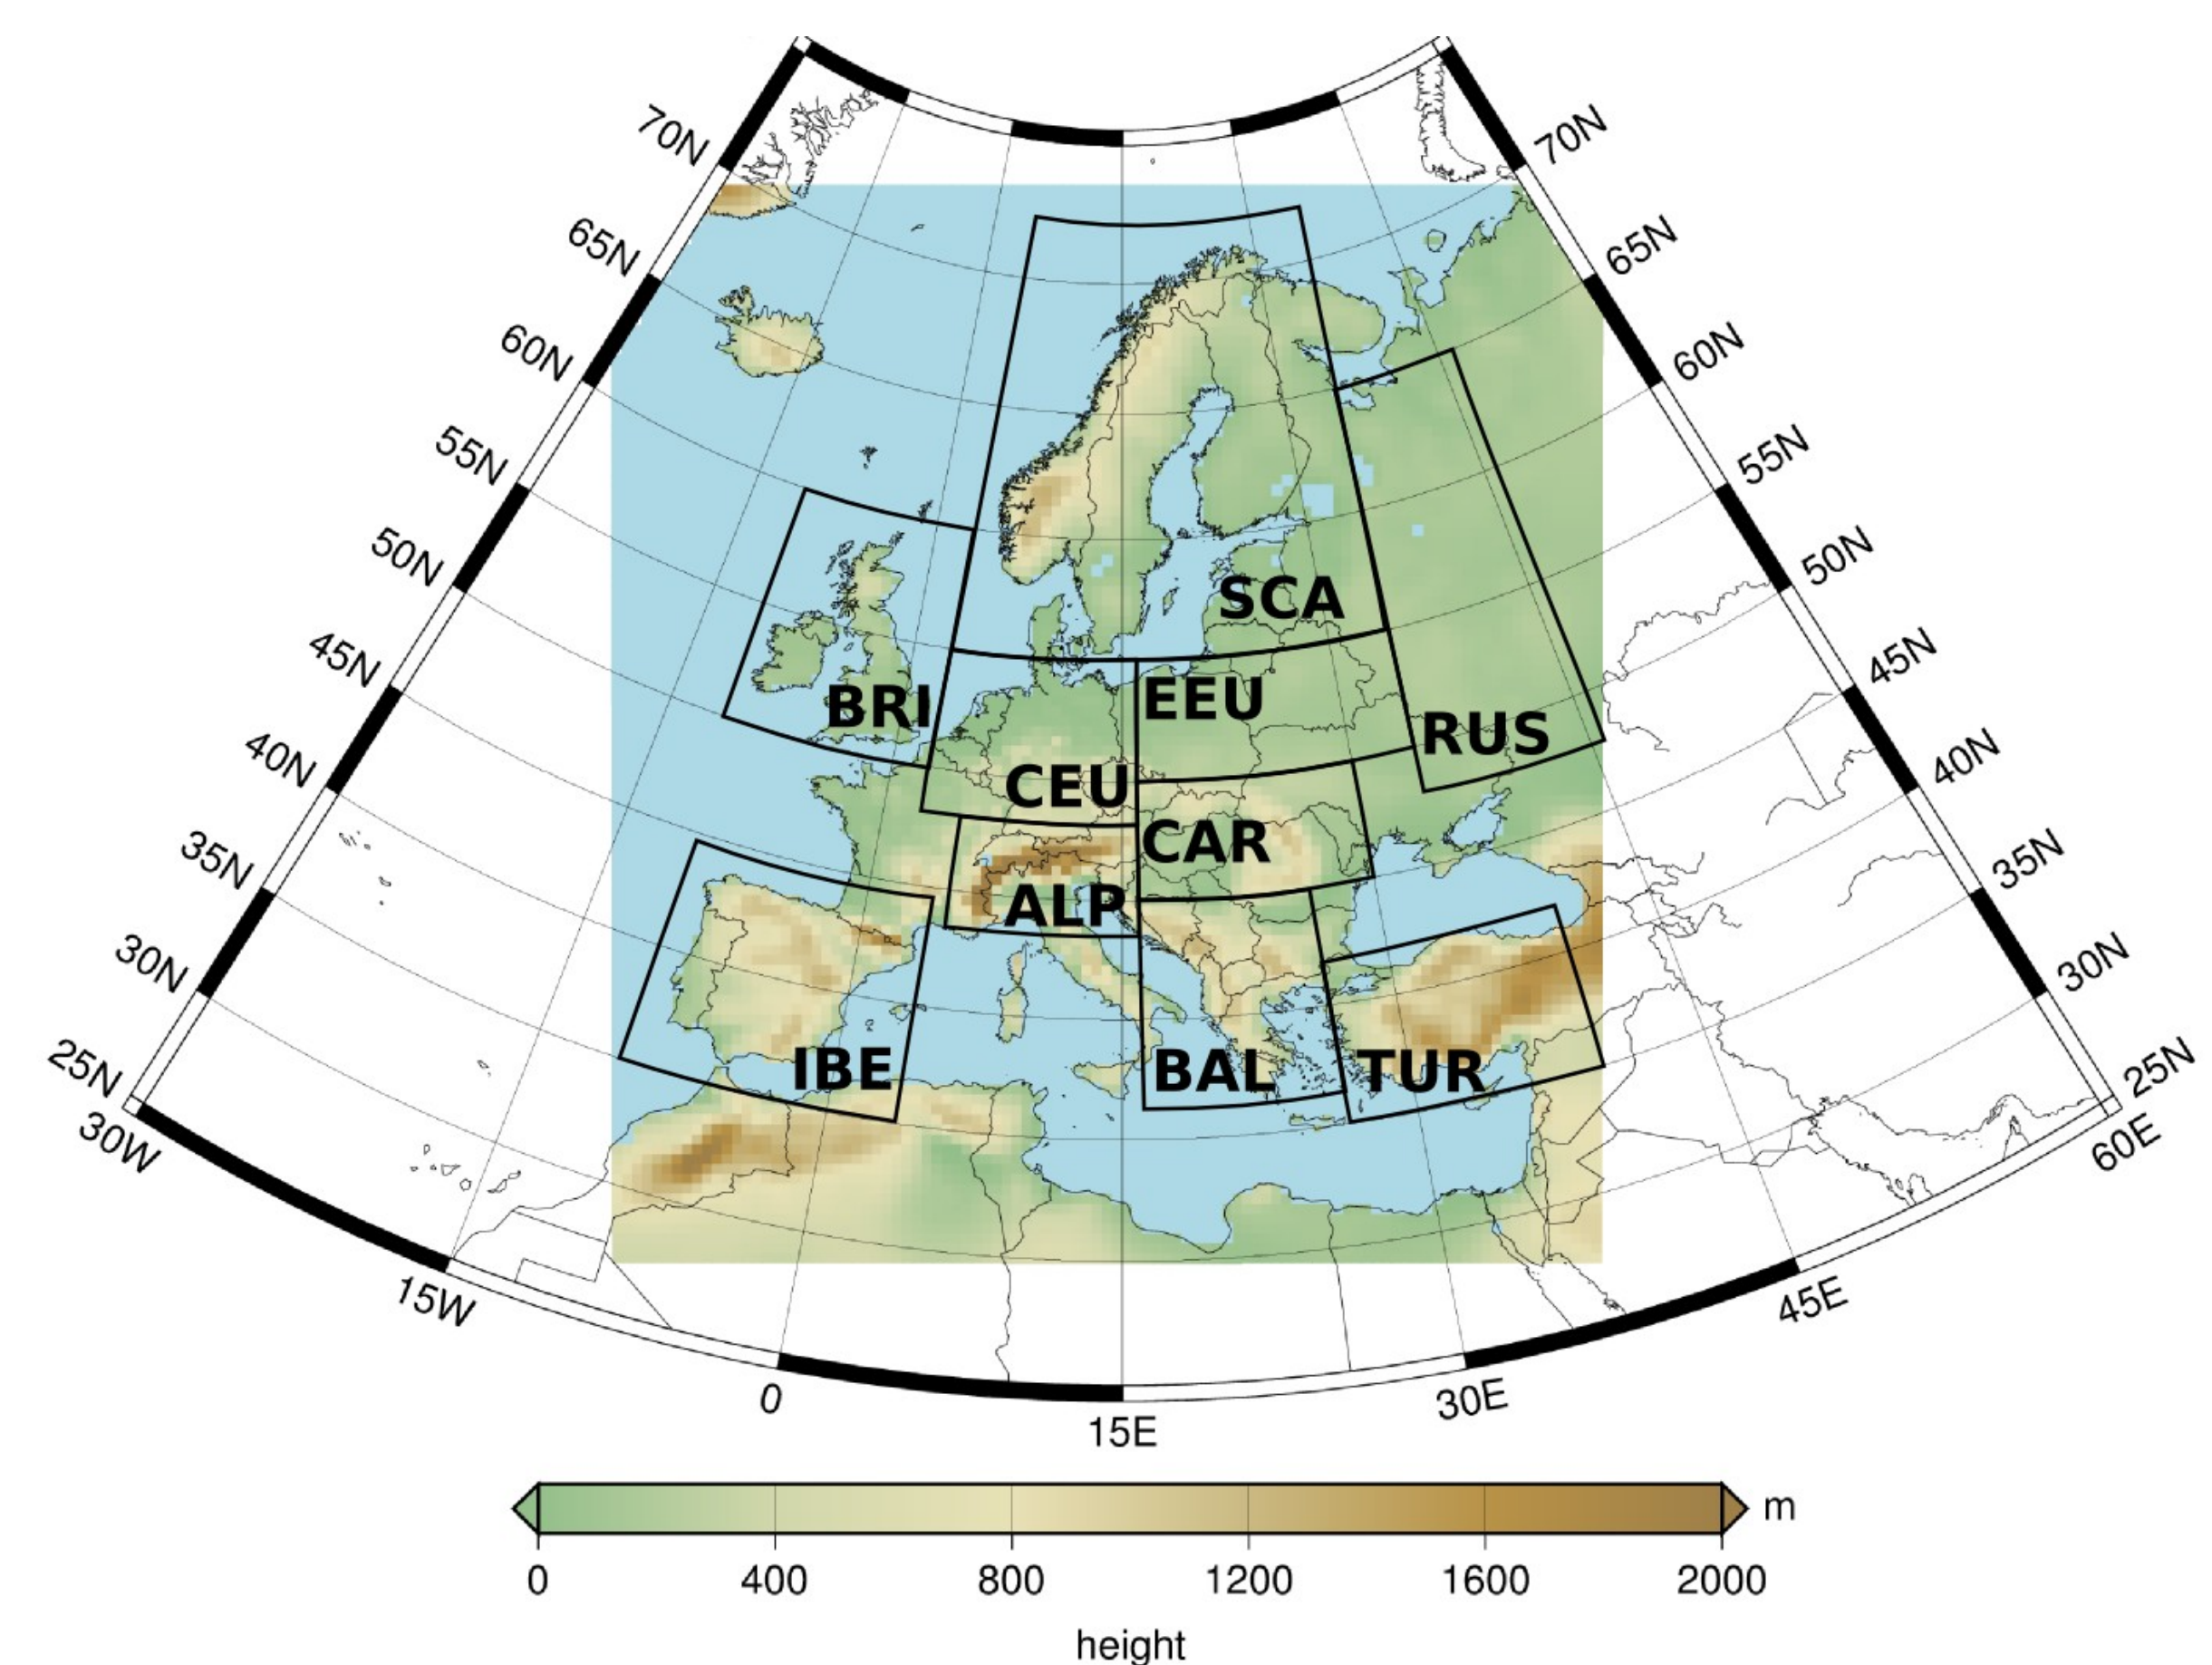 70N
70N
65N
65N
60N
60N
55N
55N
50N
50N
45N
45N
40N
40N
35N
35N
30N
30N
25N
25N
30W
60E
15W
45E
0
30E
15E
SCA
BRI
EEU
RUS
CEU
CAR
ALP
IBE
BAL
TUR
m
0 400 800 1200 1600 2000
height